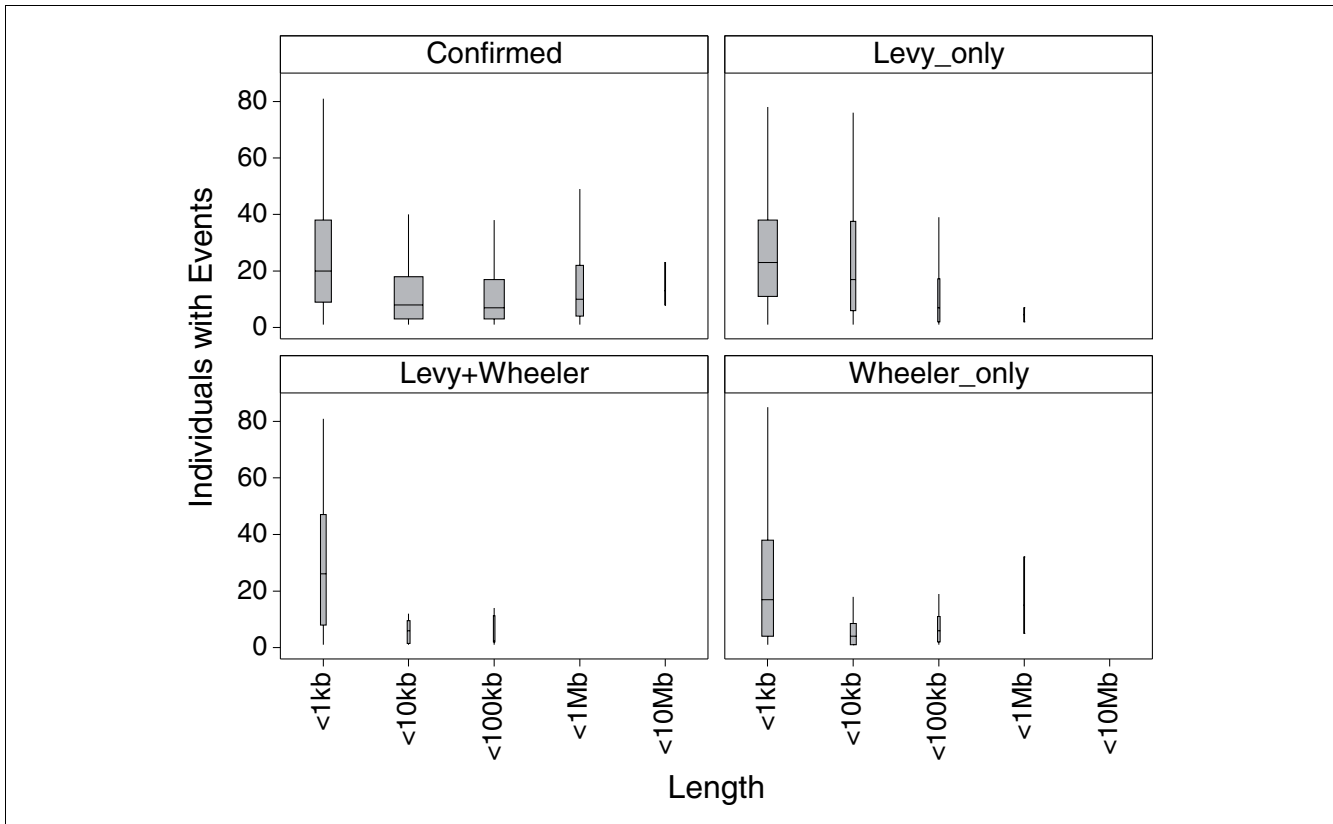 Confirmed
Levy_only
80
60
40
20
0
Levy+Wheeler
Wheeler_only
80
60
40
20
0
Individuals with Events
<1kb
<10kb
<100kb
<1Mb
<10Mb
<1kb
<10kb
<100kb
<1Mb
<10Mb
Length